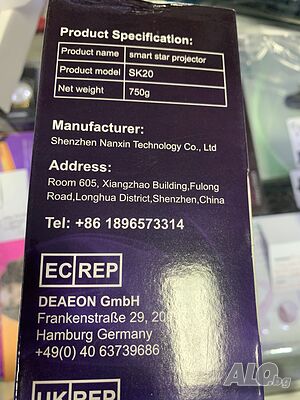 Product Specification:
Product name smart star projector
Product model SK20
Net weight 750g
Manufacturer:
Shenzhen Nanxin Technology Co., Ltd
Address:
Room 605, Xiangzhao Building,Fulong
Road,Longhua District,Shenzhen,China
Tel: +86 1896573314
EC REP
DEAEON GmbH
Frankenstraße 29, 200
Hamburg Germany
+49(0) 40 63739686
UK REP
ALO.bg